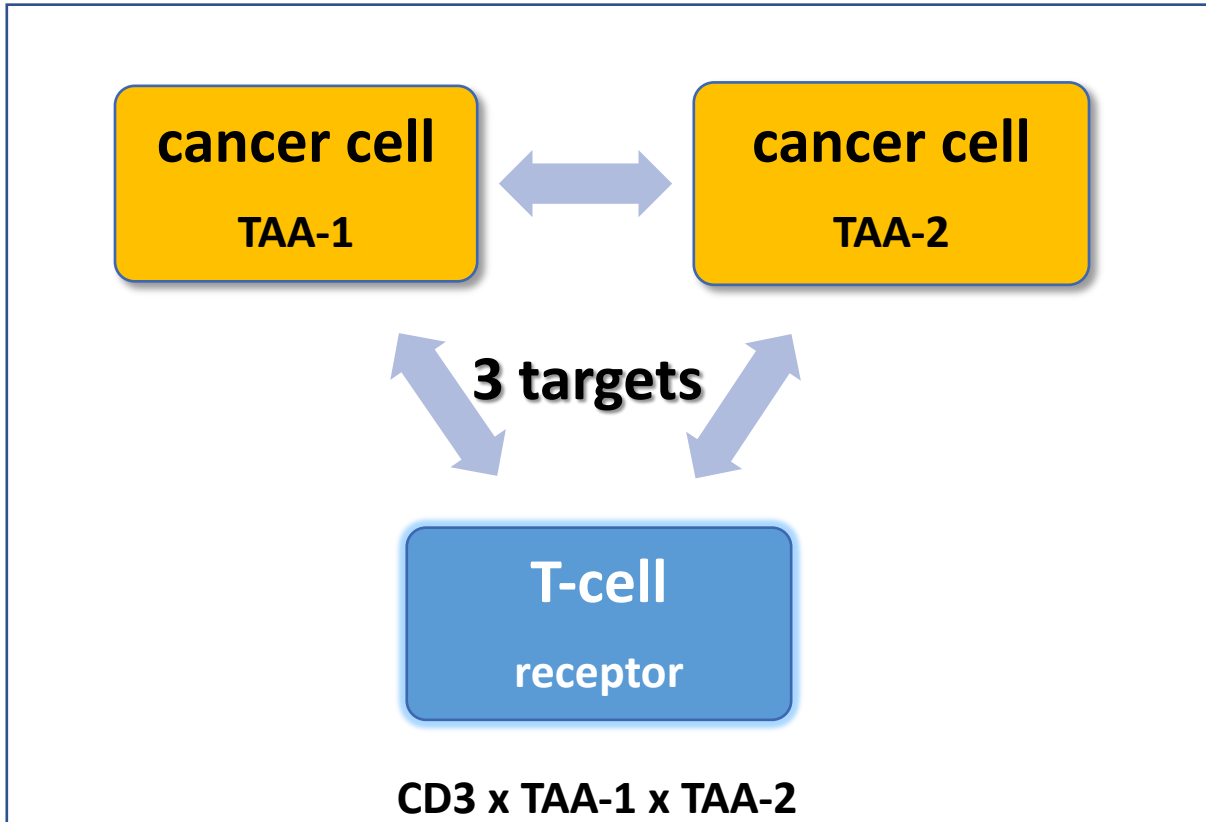 cancer cell
TAA-1
cancer cell
TAA-2
3 targets
T-cell
receptor
CD3 x TAA-1 x TAA-2